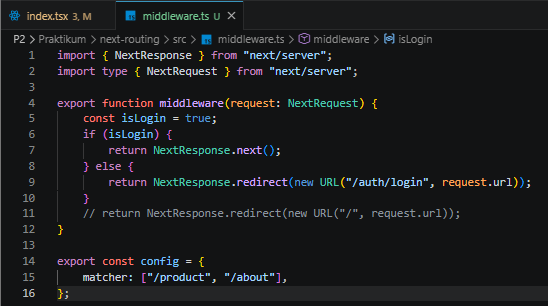 index.tsx 3, M
middleware.ts U
P2 > Praktikum > next-routing > src > middleware.ts > middleware > isLogin
1 import { NextResponse } from "next/server";
2 import type { NextRequest } from "next/server";
3
4 export function middleware(request: NextRequest) {
5 const isLogin = true;
6 if (isLogin) {
7 return NextResponse.next();
8 } else {
9 return NextResponse.redirect(new URL("/auth/login", request.url));
10 }
11 // return NextResponse.redirect(new URL("/", request.url));
12 }
13
14 export const config = {
15 matcher: ["/product", "/about"],
16 };